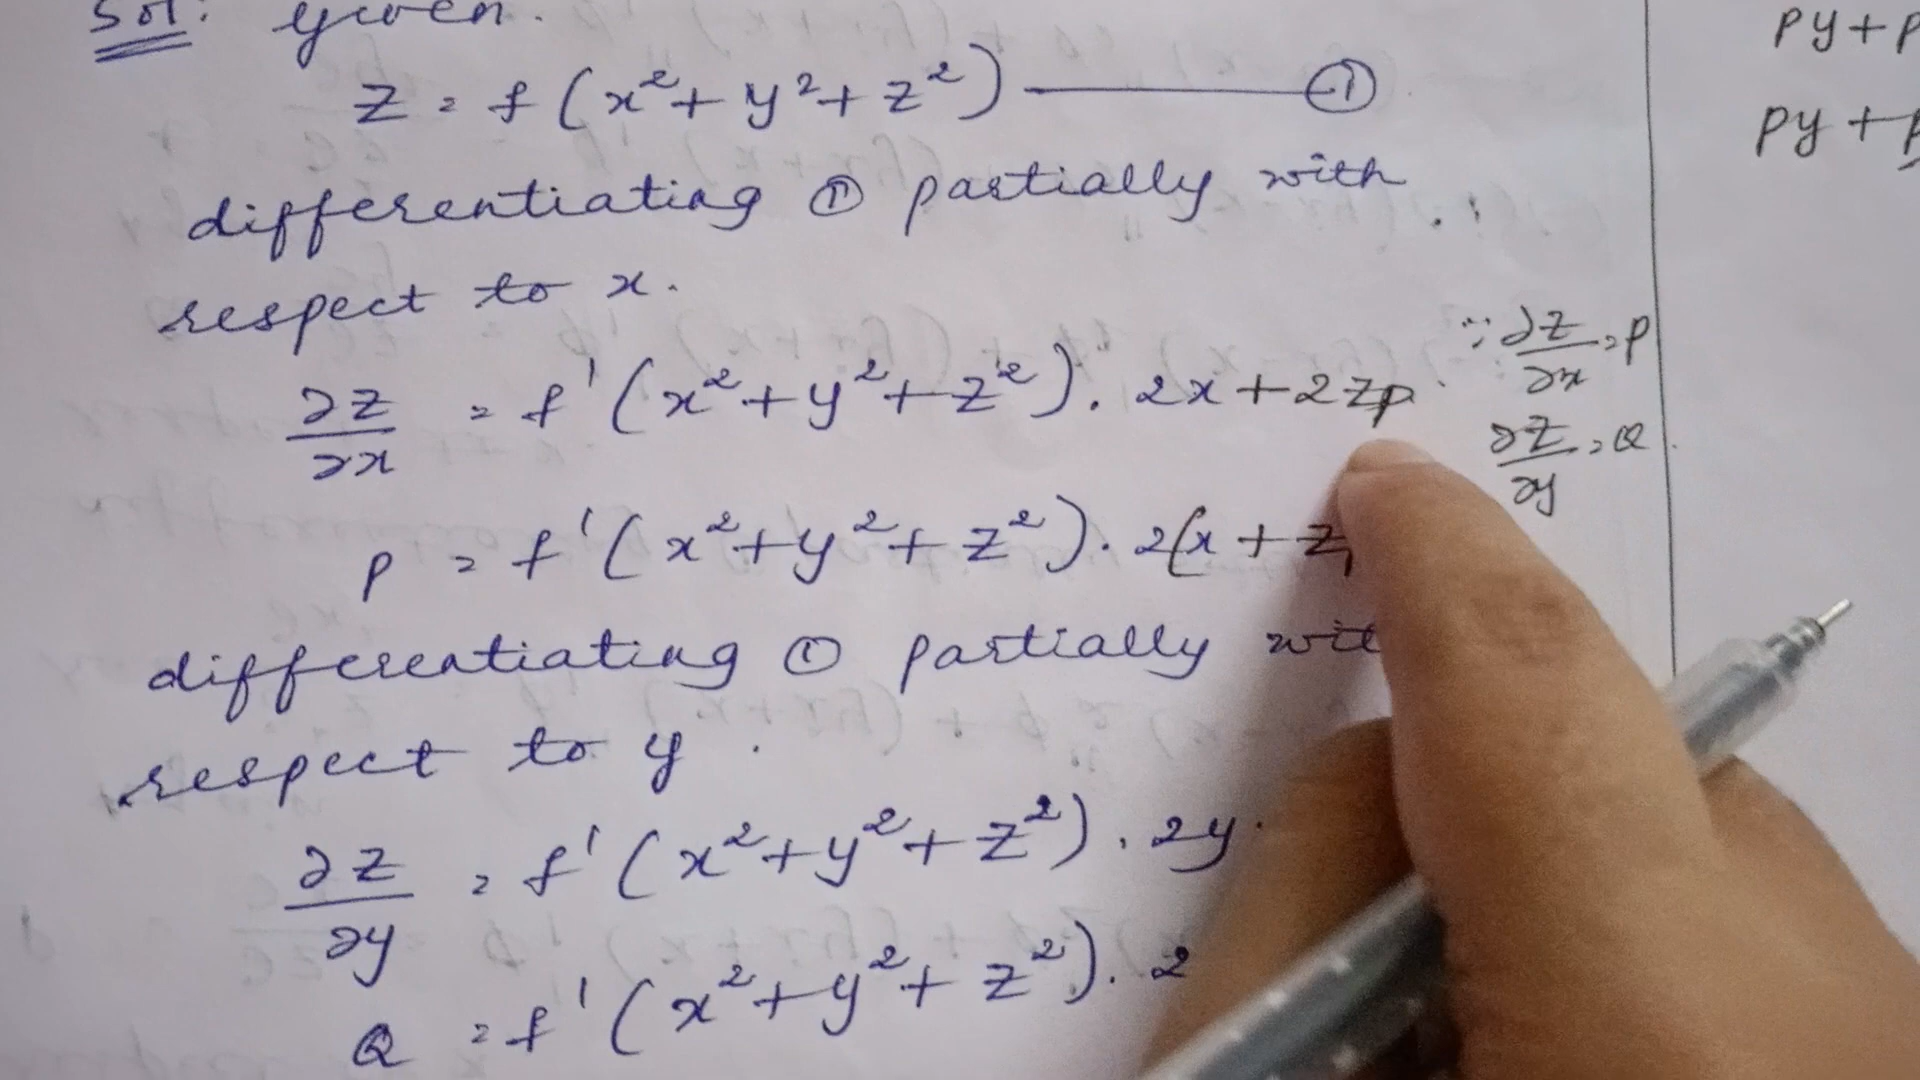 Sol: Given.
z = f (x² + y² + z²) —— ①
differentiating ① partially with
respect to x.
∂z/∂x = f' (x² + y² + z²). 2x + 2zp
∵ ∂z/∂x = p
∂z/∂y = Q
p = f' (x² + y² + z²). 2(x + z
differentiating ① partially
respect to y.
∂z/∂y = f' (x² + y² + z²). 2y
Q = f' (x² + y² + z²). 2
py + p
py + p